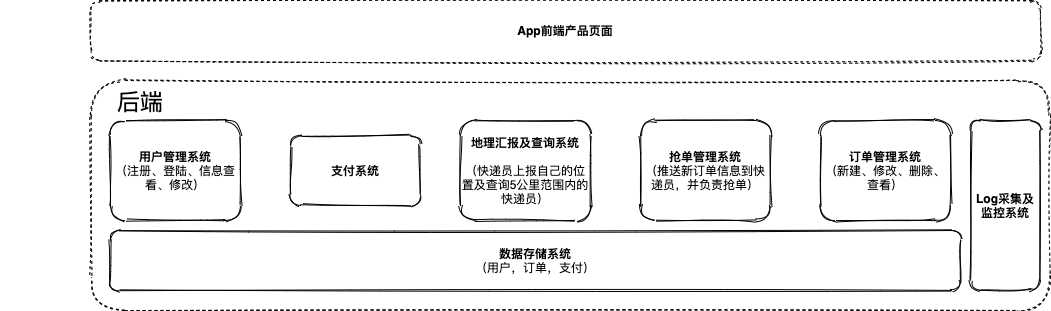 App前端产品页面
后端
用户管理系统
（注册、登陆、信息查
看、修改）
支付系统
地理汇报及查询系统
（快递员上报自己的位
置及查询5公里范围内的
快递员）
抢单管理系统
（推送新订单信息到快
递员，并负责抢单）
订单管理系统
（新建、修改、删除、
查看）
Log采集及
监控系统
数据存储系统
（用户，订单，支付）